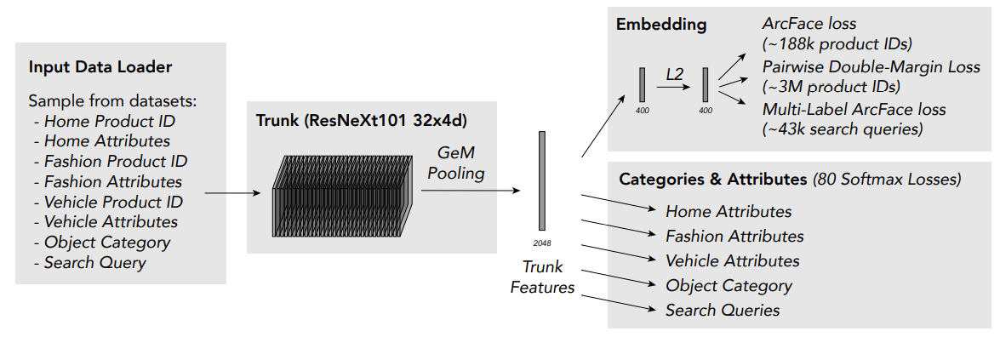 Input Data Loader
Sample from datasets:
- Home Product ID
- Home Attributes
- Fashion Product ID
- Fashion Attributes
- Vehicle Product ID
- Vehicle Attributes
- Object Category
- Search Query
Trunk (ResNeXt101 32x4d)
GeM
Pooling
2048
Trunk
Features
Embedding
400
L2
400
ArcFace loss
(~188k product IDs)
Pairwise Double-Margin Loss
(~3M product IDs)
Multi-Label ArcFace loss
(~43k search queries)
Categories & Attributes (80 Softmax Losses)
Home Attributes
Fashion Attributes
Vehicle Attributes
Object Category
Search Queries